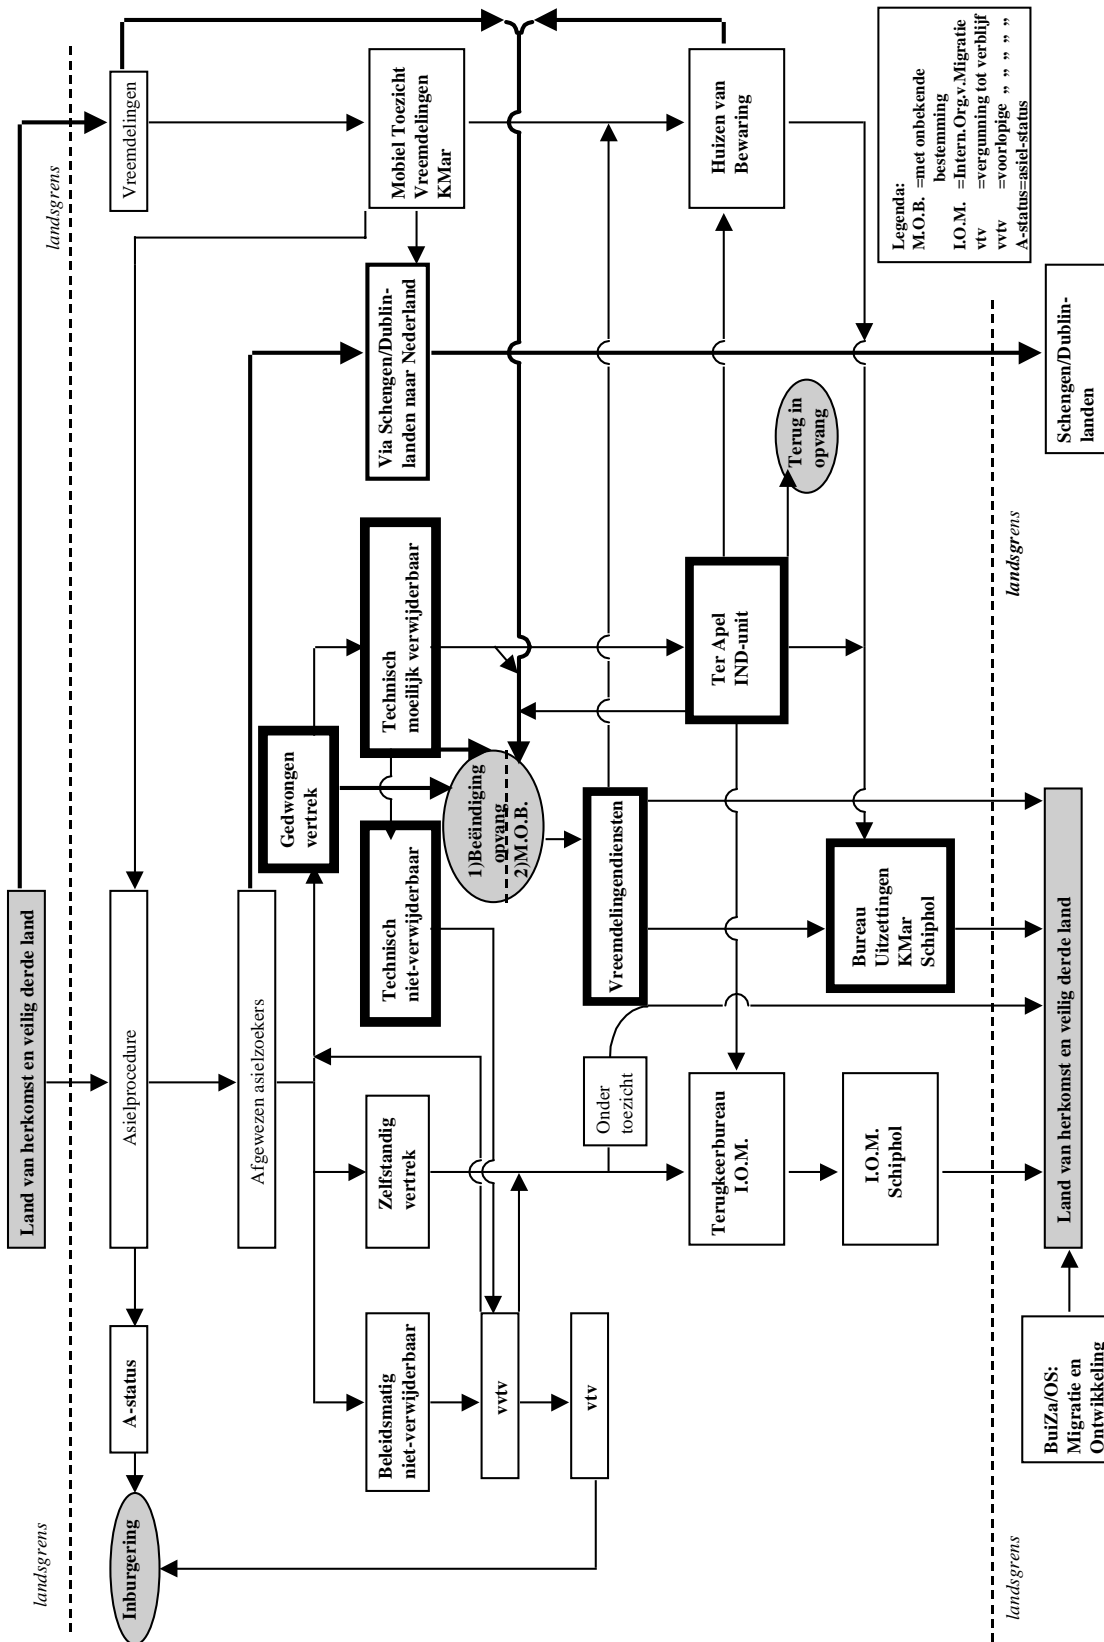 landsgrens
landsgrens
Land van herkomst en veilig derde land
Inburgering
A-status
Asielprocedure
Vreemdelingen
Afgewezen asielzoekers
Gedwongen
vertrek
Beleidsmatig
niet-verwijderbaar
Zelfstandig
vertrek
Technisch
niet-verwijderbaar
Technisch
moeilijk verwijderbaar
Via Schengen/Dublin-
landen naar Nederland
Mobiel Toezicht
Vreemdelingen
KMar
vvtv
1)Beëindiging
opvang
2)M.O.B.
vtv
Onder
toezicht
Vreemdelingendiensten
Terugkeerbureau
I.O.M.
Ter Apel
IND-unit
Huizen van
Bewaring
Terug in
opvang
I.O.M.
Schiphol
Bureau
Uitzettingen
KMar
Schiphol
Legenda:
M.O.B. =met onbekende
bestemming
I.O.M. =Intern.Org.v.Migratie
vtv =vergunning tot verblijf
vvtv =voorlopige ,, ,, ,, ,,
A-status=asiel-status
landsgrens
landsgrens
BuiZa/OS:
Migratie en
Ontwikkeling
Land van herkomst en veilig derde land
Schengen/Dublin-
landen